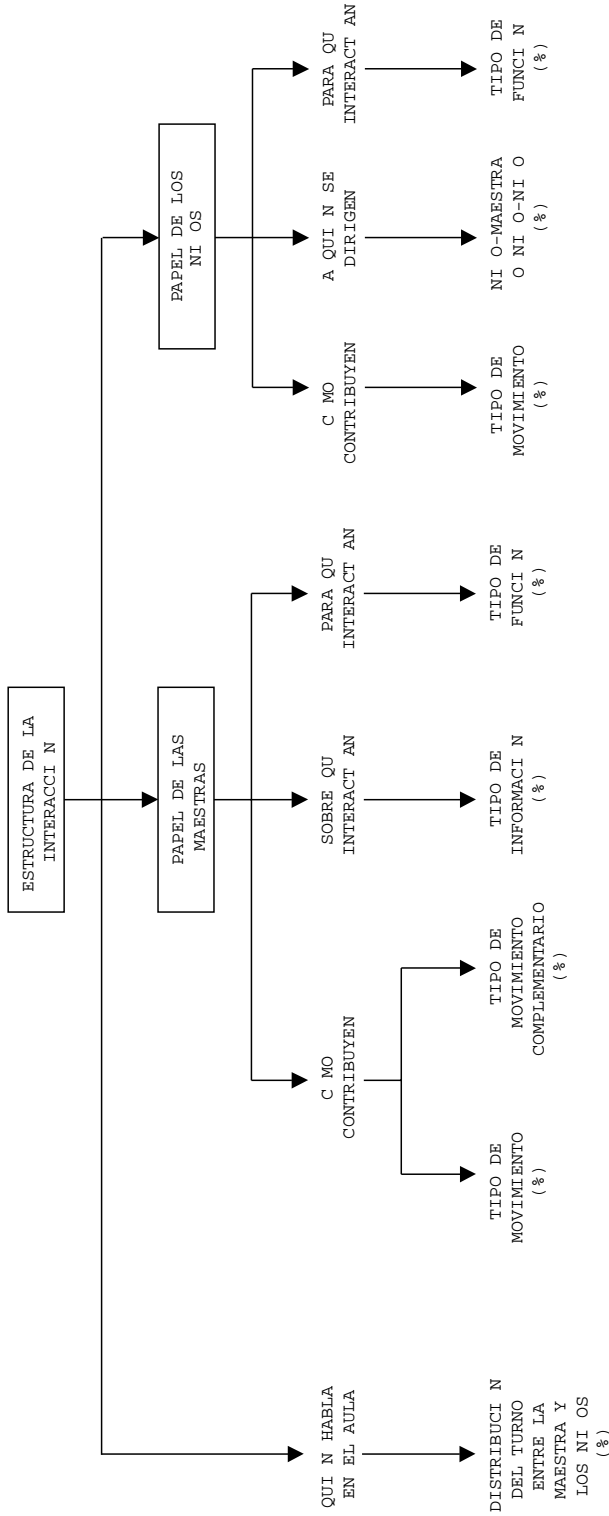 ESTRUCTURA DE LA
INTERACCI N
PAPEL DE LAS
MAESTRAS
PAPEL DE LOS
NI OS
QUI N HABLA
EN EL AULA
C MO
CONTRIBUYEN
SOBRE QU
INTERACT AN
PARA QU
INTERACT AN
C MO
CONTRIBUYEN
A QUI N SE
DIRIGEN
PARA QU
INTERACT AN
DISTRIBUCI N
DEL TURNO
ENTRE LA
MAESTRA Y
LOS NI OS
(%)
TIPO DE
MOVIMIENTO
(%)
TIPO DE
MOVIMIENTO
COMPLEMENTARIO
(%)
TIPO DE
INFORMACI N
(%)
TIPO DE
FUNCI N
(%)
TIPO DE
MOVIMIENTO
(%)
NI O-MAESTRA
O NI O-NI O
(%)
TIPO DE
FUNCI N
(%)